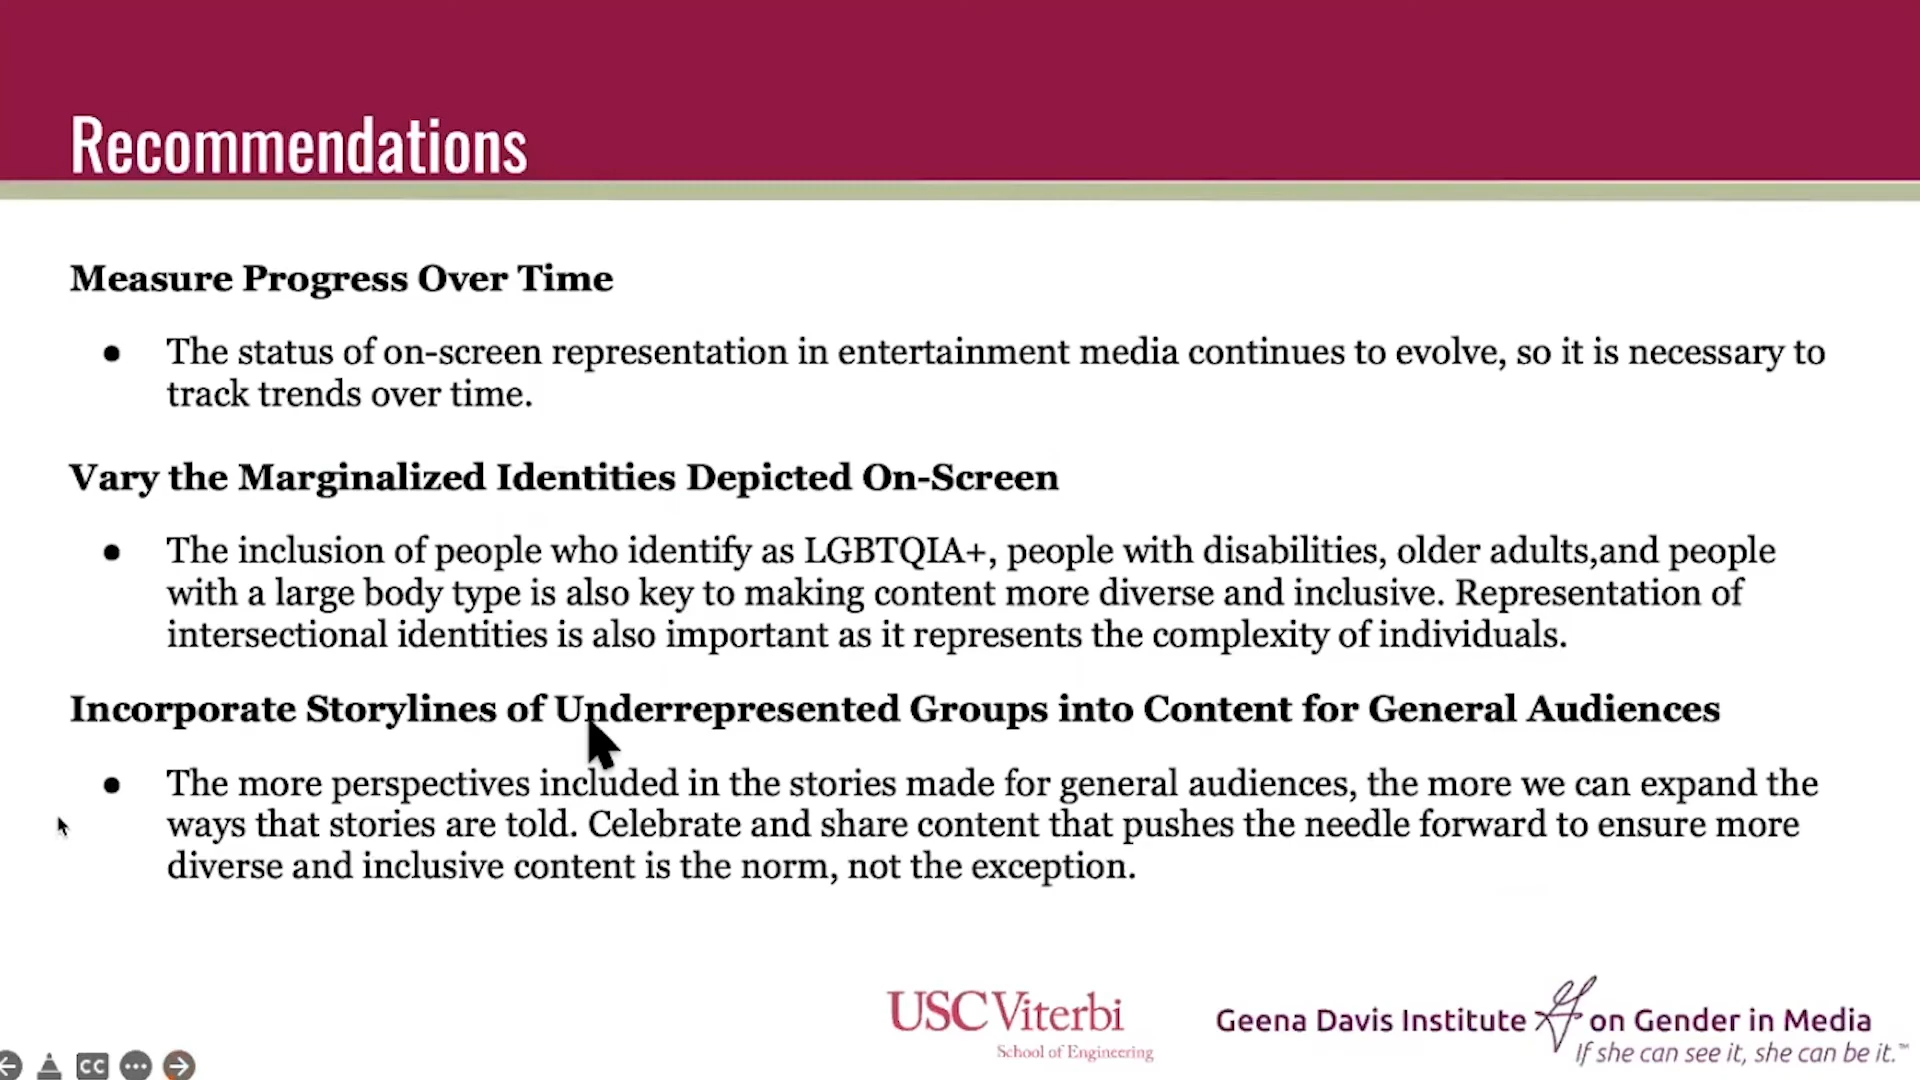 Recommendations
Measure Progress Over Time
● The status of on-screen representation in entertainment media continues to evolve, so it is necessary to
track trends over time.
Vary the Marginalized Identities Depicted On-Screen
● The inclusion of people who identify as LGBTQIA+, people with disabilities, older adults,and people
with a large body type is also key to making content more diverse and inclusive. Representation of
intersectional identities is also important as it represents the complexity of individuals.
Incorporate Storylines of Underrepresented Groups into Content for General Audiences
● The more perspectives included in the stories made for general audiences, the more we can expand the
ways that stories are told. Celebrate and share content that pushes the needle forward to ensure more
diverse and inclusive content is the norm, not the exception.
USC Viterbi
School of Engineering
Geena Davis Institute on Gender in Media
If she can see it, she can be it.™
CC